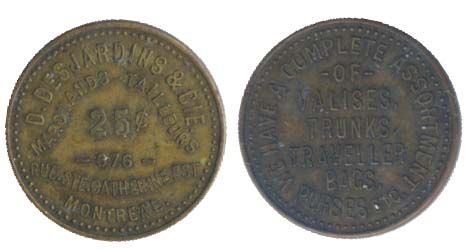 D. DESJARDINS & CIE
MARCHANDS TAILLEURS
25¢
RUE STE CATHERINE EST
MONTREAL
WE HAVE A COMPLETE ASSORTMENT
-OF-
VALISES,
TRUNKS,
TRAVELLER
BAGS,
PURSES,